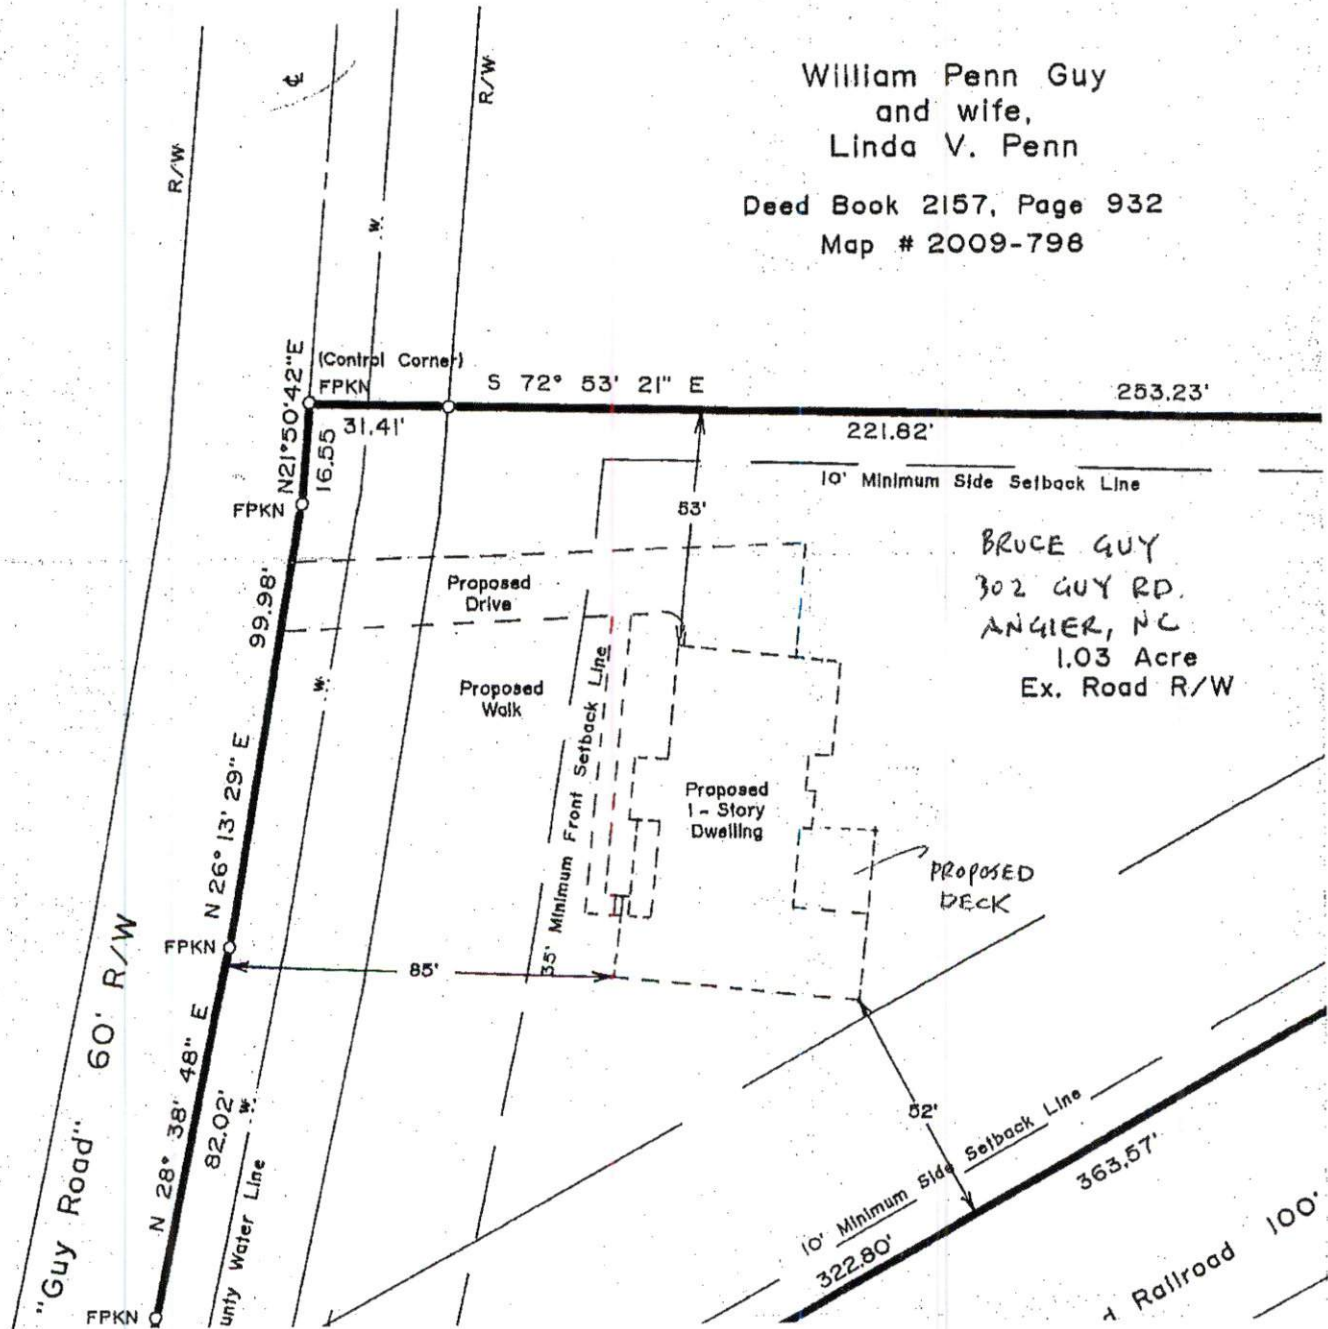 William Penn Guy
and wife,
Linda V. Penn
Deed Book 2157, Page 932
Map # 2009-798
R/W
℄
R/W
W
(Control Corner)
FPKN
S 72° 53' 21" E
253.23'
31.41'
221.82'
N21°50'42"E
16.55
10' Minimum Side Setback Line
FPKN
53'
BRUCE GUY
302 GUY RD.
ANGIER, NC
1.03 Acre
Ex. Road R/W
Proposed
Drive
99.98'
W
Proposed
Walk
35' Minimum Front Setback Line
N 26° 13' 29" E
Proposed
1-Story
Dwelling
PROPOSED
DECK
FPKN
85'
"Guy Road" 60' R/W
N 28° 38' 48" E
82.02'
W
unty Water Line
52'
10' Minimum Side Setback Line
363.57'
322.80'
d Railroad 100'
FPKN